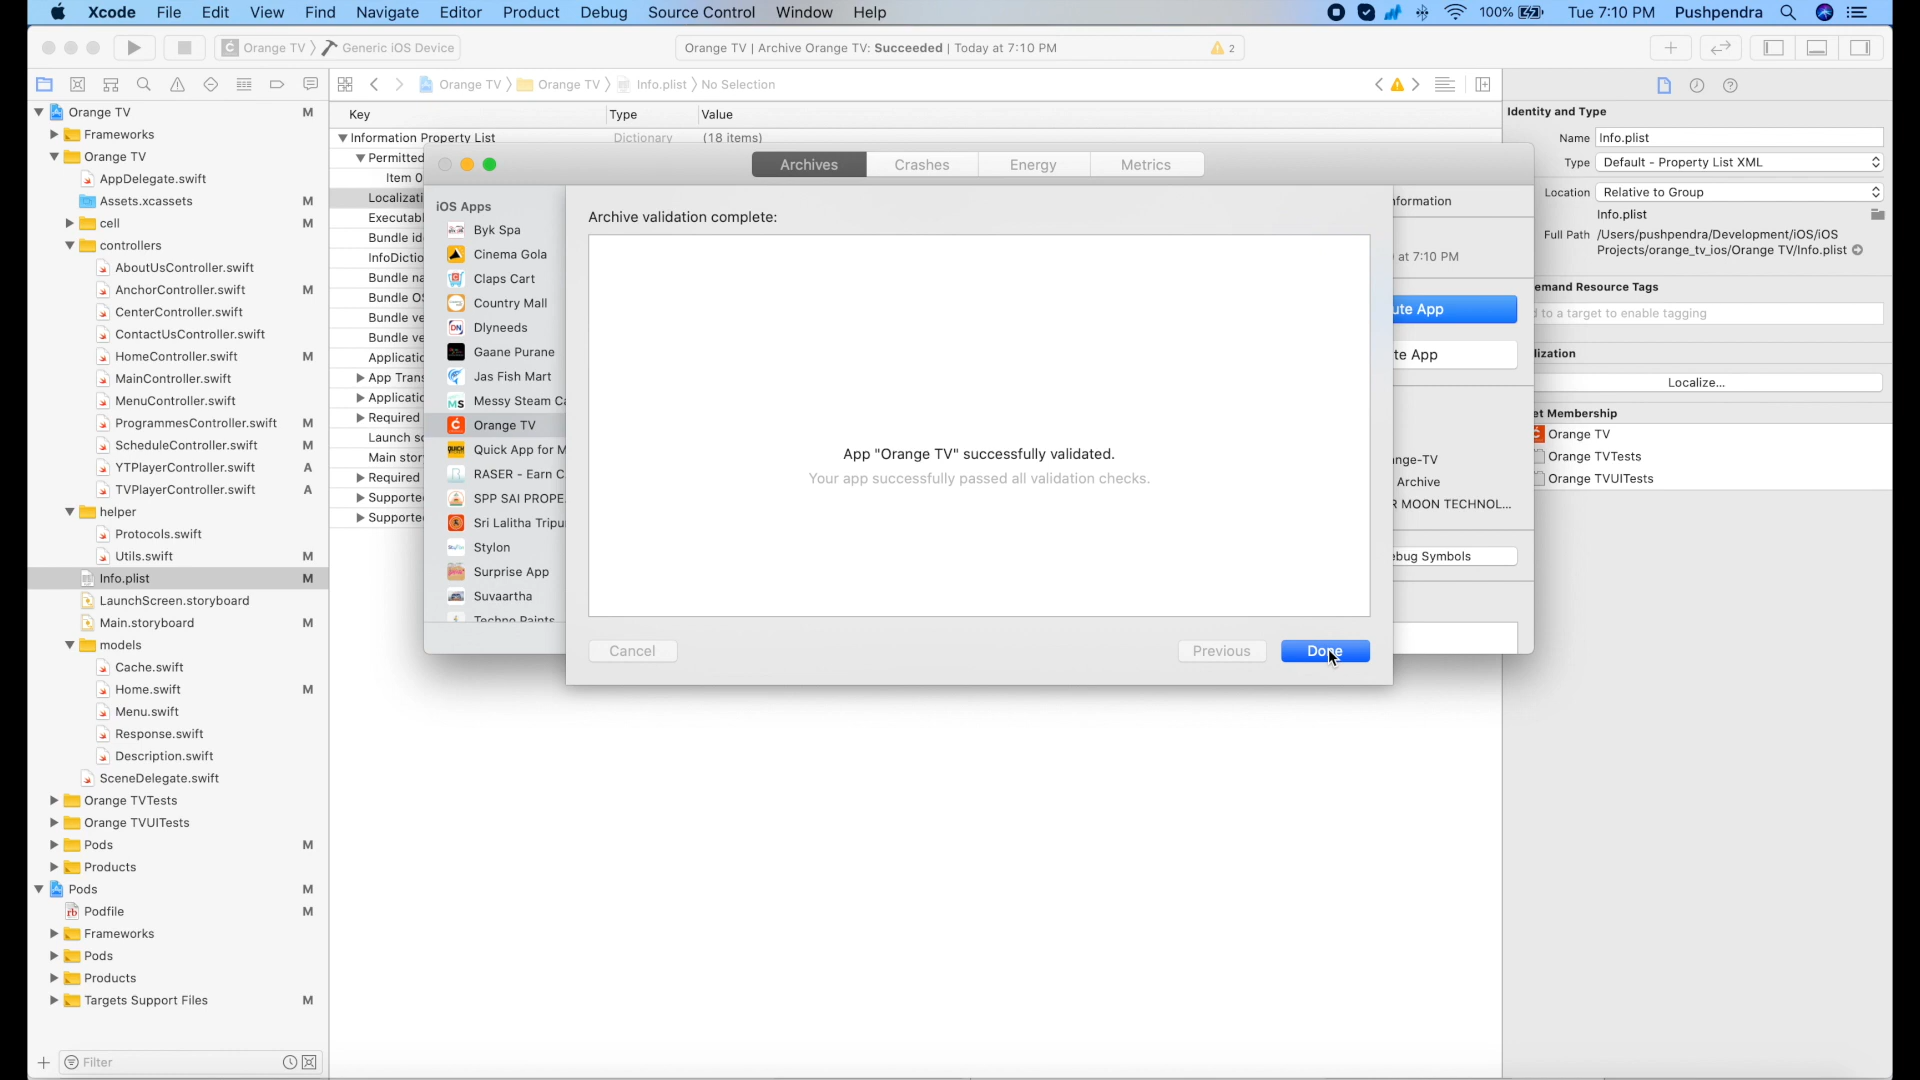 Xcode File Edit View Find Navigate Editor Product Debug Source Control Window Help
100% Tue 7:10 PM Pushpendra
Orange TV Generic iOS Device
Orange TV | Archive Orange TV: Succeeded | Today at 7:10 PM 2
Orange TV Orange TV Info.plist No Selection
Orange TV M
Frameworks
Orange TV
AppDelegate.swift
Assets.xcassets M
cell M
controllers
AboutUsController.swift
AnchorController.swift M
CenterController.swift
ContactUsController.swift
HomeController.swift M
MainController.swift
MenuController.swift
ProgrammesController.swift M
ScheduleController.swift M
YTPlayerController.swift A
TVPlayerController.swift A
helper
Protocols.swift
Utils.swift M
Info.plist M
LaunchScreen.storyboard
Main.storyboard M
models
Cache.swift
Home.swift M
Menu.swift
Response.swift
Description.swift
SceneDelegate.swift
Orange TVTests
Orange TVUITests
Pods M
Products
Pods M
Podfile M
Frameworks
Pods
Products
Targets Support Files M
Filter
Key Type Value
Information Property List Dictionary (18 items)
Permitted
Item 0
Localizati
Executabl
Bundle id
InfoDictio
Bundle na
Bundle O
Bundle ve
Bundle ve
Applicatio
App Tran
Applicatio
Required
Launch sc
Main stor
Required
Supporte
Supporte
Archives Crashes Energy Metrics
iOS Apps
Byk Spa
Cinema Gola
Claps Cart
Country Mall
Dlyneeds
Gaane Purane
Jas Fish Mart
Messy Steam Ca
Orange TV
Quick App for M
RASER - Earn C
SPP SAI PROPE
Sri Lalitha Tripu
Stylon
Surprise App
Suvaartha
Techno Paints
Archive validation complete:
App "Orange TV" successfully validated.
Your app successfully passed all validation checks.
Cancel Previous Done
formation
at 7:10 PM
ute App
te App
nge-TV
Archive
R MOON TECHNOL...
ebug Symbols
Identity and Type
Name Info.plist
Type Default - Property List XML
Location Relative to Group
Info.plist
Full Path /Users/pushpendra/Development/iOS/iOS
Projects/orange_tv_ios/Orange TV/Info.plist
emand Resource Tags
to a target to enable tagging
lization
Localize...
et Membership
Orange TV
Orange TVTests
Orange TVUITests